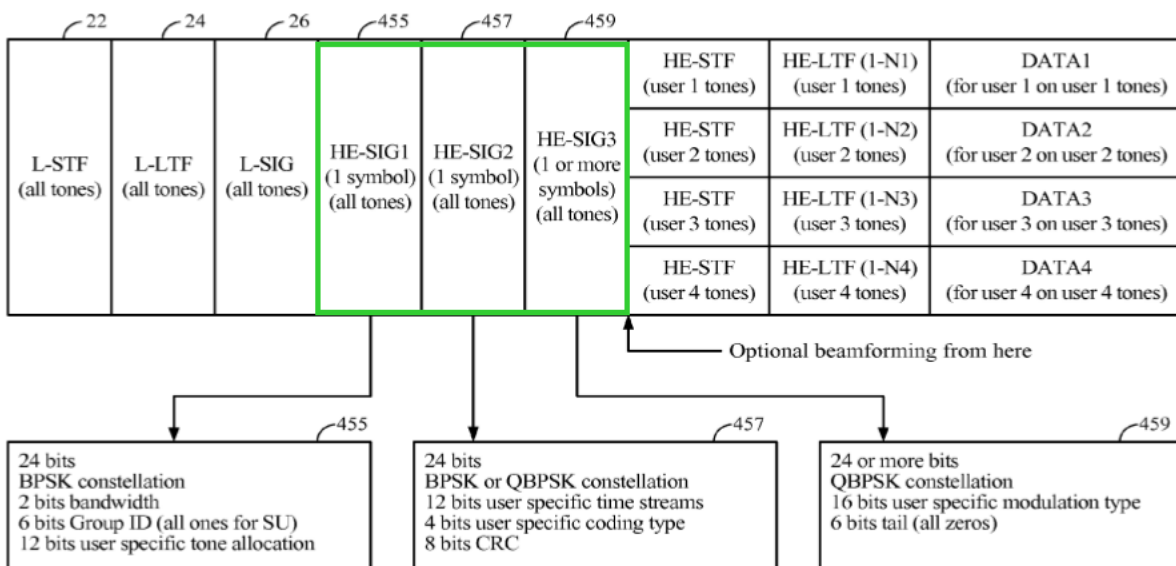 22
24
26
455
457
459
L-STF
(all tones)
L-LTF
(all tones)
L-SIG
(all tones)
HE-SIG1
(1 symbol)
(all tones)
HE-SIG2
(1 symbol)
(all tones)
HE-SIG3
(1 or more
symbols)
(all tones)
HE-STF
(user 1 tones)
HE-LTF (1-N1)
(user 1 tones)
DATA1
(for user 1 on user 1 tones)
HE-STF
(user 2 tones)
HE-LTF (1-N2)
(user 2 tones)
DATA2
(for user 2 on user 2 tones)
HE-STF
(user 3 tones)
HE-LTF (1-N3)
(user 3 tones)
DATA3
(for user 3 on user 3 tones)
HE-STF
(user 4 tones)
HE-LTF (1-N4)
(user 4 tones)
DATA4
(for user 4 on user 4 tones)
Optional beamforming from here
455
24 bits
BPSK constellation
2 bits bandwidth
6 bits Group ID (all ones for SU)
12 bits user specific tone allocation
457
24 bits
BPSK or QBPSK constellation
12 bits user specific time streams
4 bits user specific coding type
8 bits CRC
459
24 or more bits
QBPSK constellation
16 bits user specific modulation type
6 bits tail (all zeros)